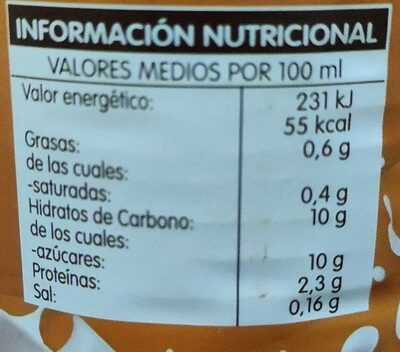 INFORMACIÓN NUTRICIONAL
VALORES MEDIOS POR 100 ml
Valor energético: 231 kJ
55 kcal
Grasas: 0,6 g
de las cuales:
-saturadas: 0,4 g
Hidratos de Carbono: 10 g
de los cuales:
-azúcares: 10 g
Proteínas: 2,3 g
Sal: 0,16 g